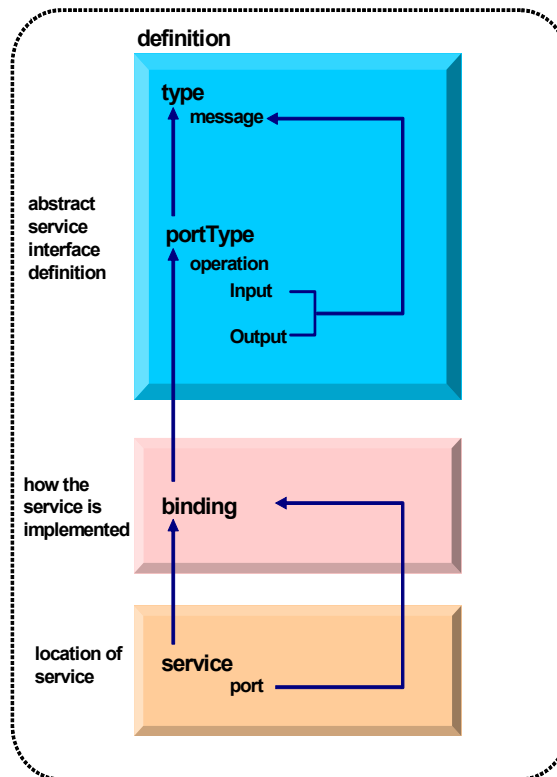 definition
type
message
abstract
service
interface
definition
portType
operation
Input
Output
how the
service is
implemented
binding
location of
service
service
port